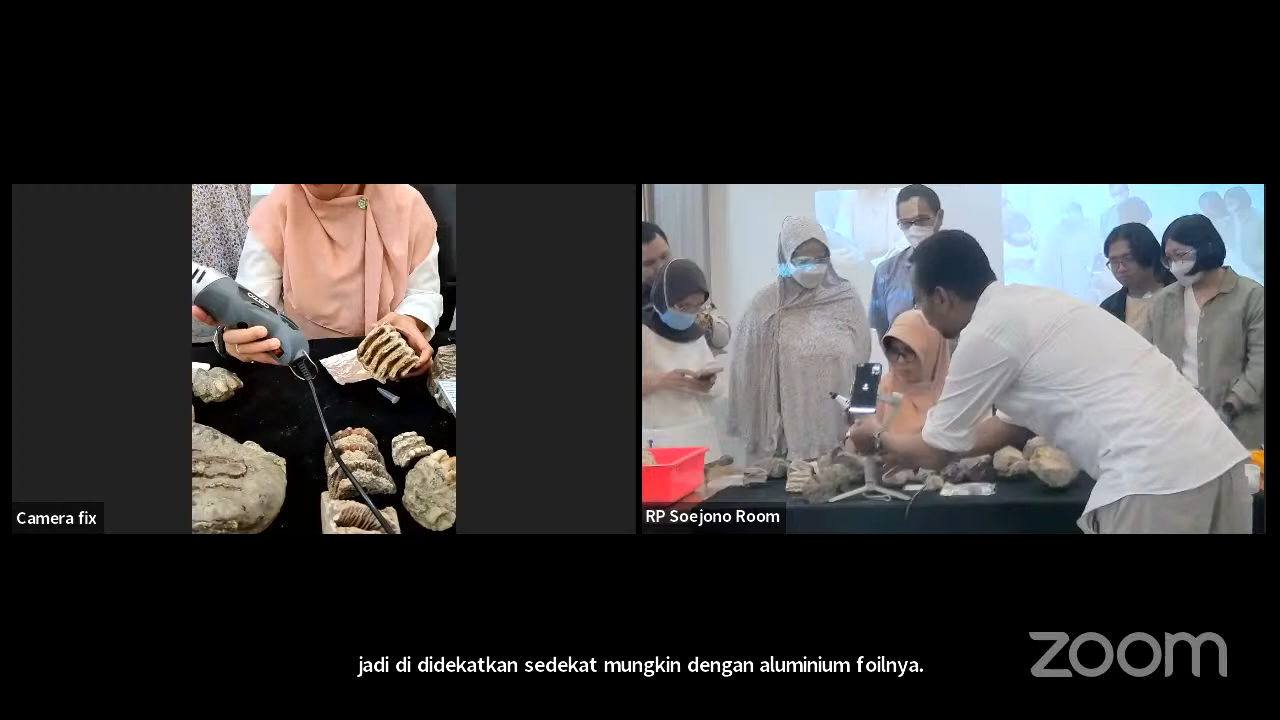 Camera fix
RP Soejono Room
jadi di didekatkan sedekat mungkin dengan aluminium foilnya.
zoom